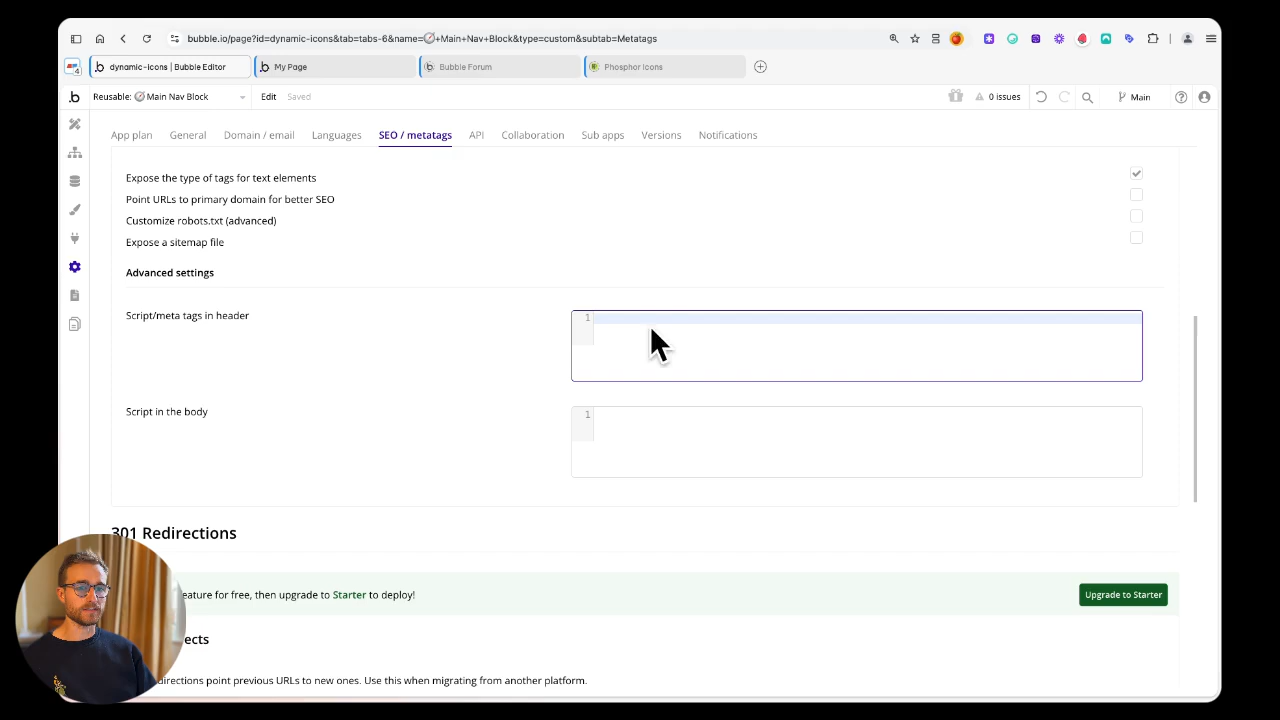 bubble.io/page?id=dynamic-icons&tab=tabs-6&name=🧭+Main+Nav+Block&type=custom&subtab=Metatags
4
dynamic-icons | Bubble Editor
My Page
Bubble Forum
Phosphor Icons
Reusable: 🧭 Main Nav Block
Edit
Saved
0 issues
Main
App plan
General
Domain / email
Languages
SEO / metatags
API
Collaboration
Sub apps
Versions
Notifications
Expose the type of tags for text elements
Point URLs to primary domain for better SEO
Customize robots.txt (advanced)
Expose a sitemap file
Advanced settings
Script/meta tags in header
1
Script in the body
1
301 Redirections
eature for free, then upgrade to Starter to deploy!
Upgrade to Starter
ects
directions point previous URLs to new ones. Use this when migrating from another platform.